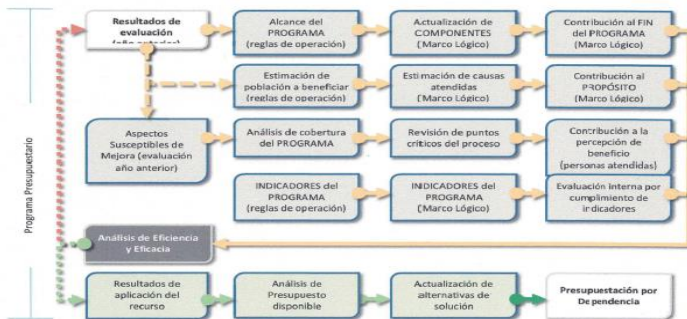 Programa Presupuestario
Resultados de
evaluación
(año anterior)
Alcance del
PROGRAMA
(reglas de operación)
Actualización de
COMPONENTES
(Marco Lógico)
Contribución al FIN
del PROGRAMA
(Marco Lógico)
Estimación de
población a beneficiar
(reglas de operación)
Estimación de causas
atendidas
(Marco Lógico)
Contribución al
PROPÓSITO
(Marco Lógico)
Aspectos
Susceptibles de
Mejora (evaluación
año anterior)
Análisis de cobertura
del PROGRAMA
Revisión de puntos
críticos del proceso
Contribución a la
percepción de
beneficio
(personas atendidas)
INDICADORES del
PROGRAMA
(reglas de operación)
INDICADORES del
PROGRAMA
(Marco Lógico)
Evaluación interna por
cumplimiento de
indicadores
Análisis de Eficiencia
y Eficacia
Resultados de
aplicación del
recurso
Análisis de
Presupuesto
disponible
Actualización de
alternativas de
solución
Presupuestación por
Dependencia